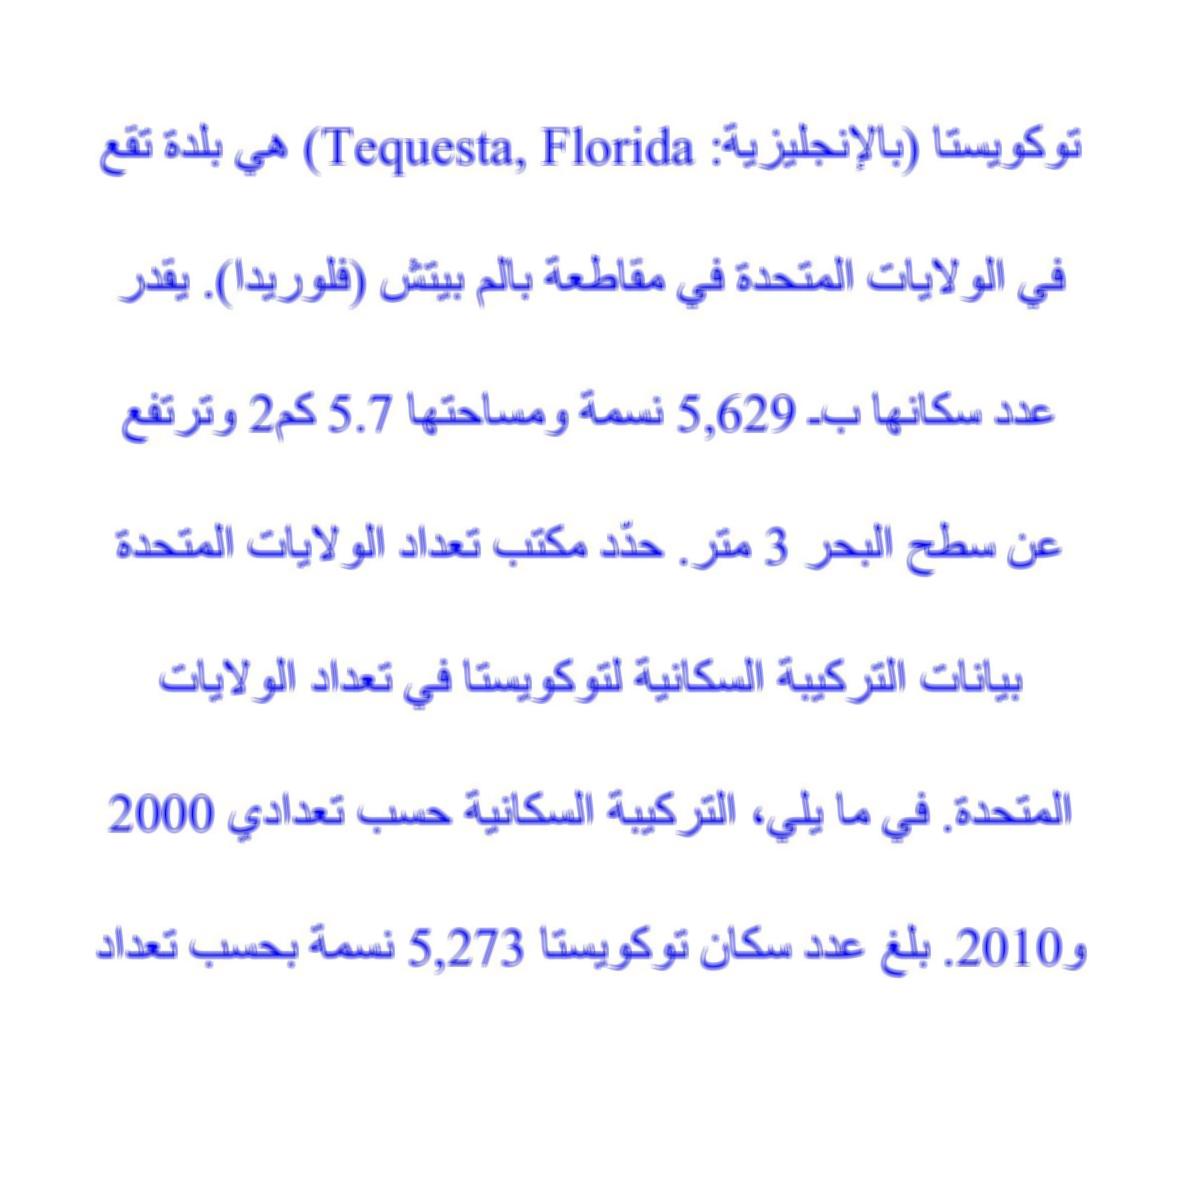 توكويستا (بالإنجليزية: Tequesta, Florida) هي بلدة تقع
في الولايات المتحدة في مقاطعة بالم بيتش (فلوريدا). يقدر
عدد سكانها بـ 5,629 نسمة ومساحتها 5.7 كم2 وترتفع
عن سطح البحر 3 متر. حدّد مكتب تعداد الولايات المتحدة
بيانات التركيبة السكانية لتوكويستا في تعداد الولايات
المتحدة. في ما يلي، التركيبة السكانية حسب تعدادي 2000
و2010. بلغ عدد سكان توكويستا 5,273 نسمة بحسب تعداد